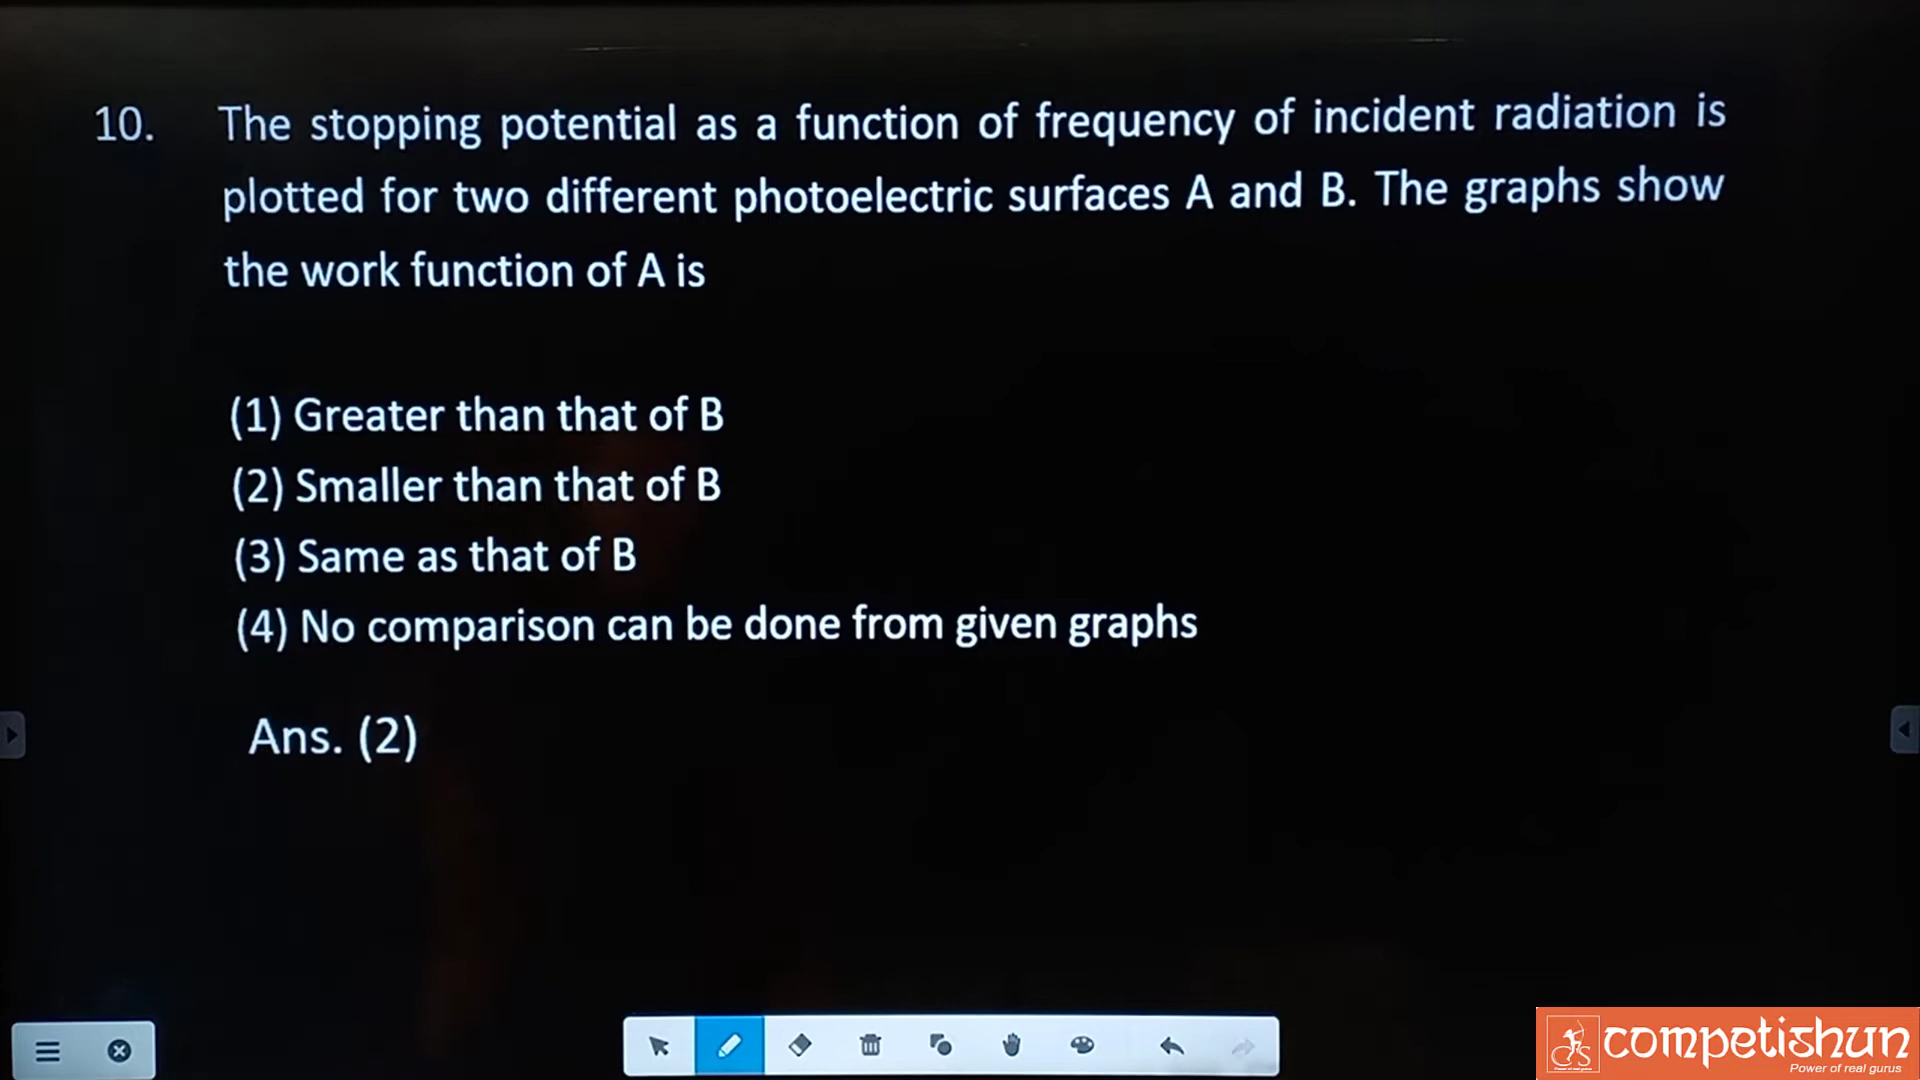 10. The stopping potential as a function of frequency of incident radiation is
plotted for two different photoelectric surfaces A and B. The graphs show
the work function of A is
(1) Greater than that of B
(2) Smaller than that of B
(3) Same as that of B
(4) No comparison can be done from given graphs
Ans. (2)
competishun
Power of real gurus